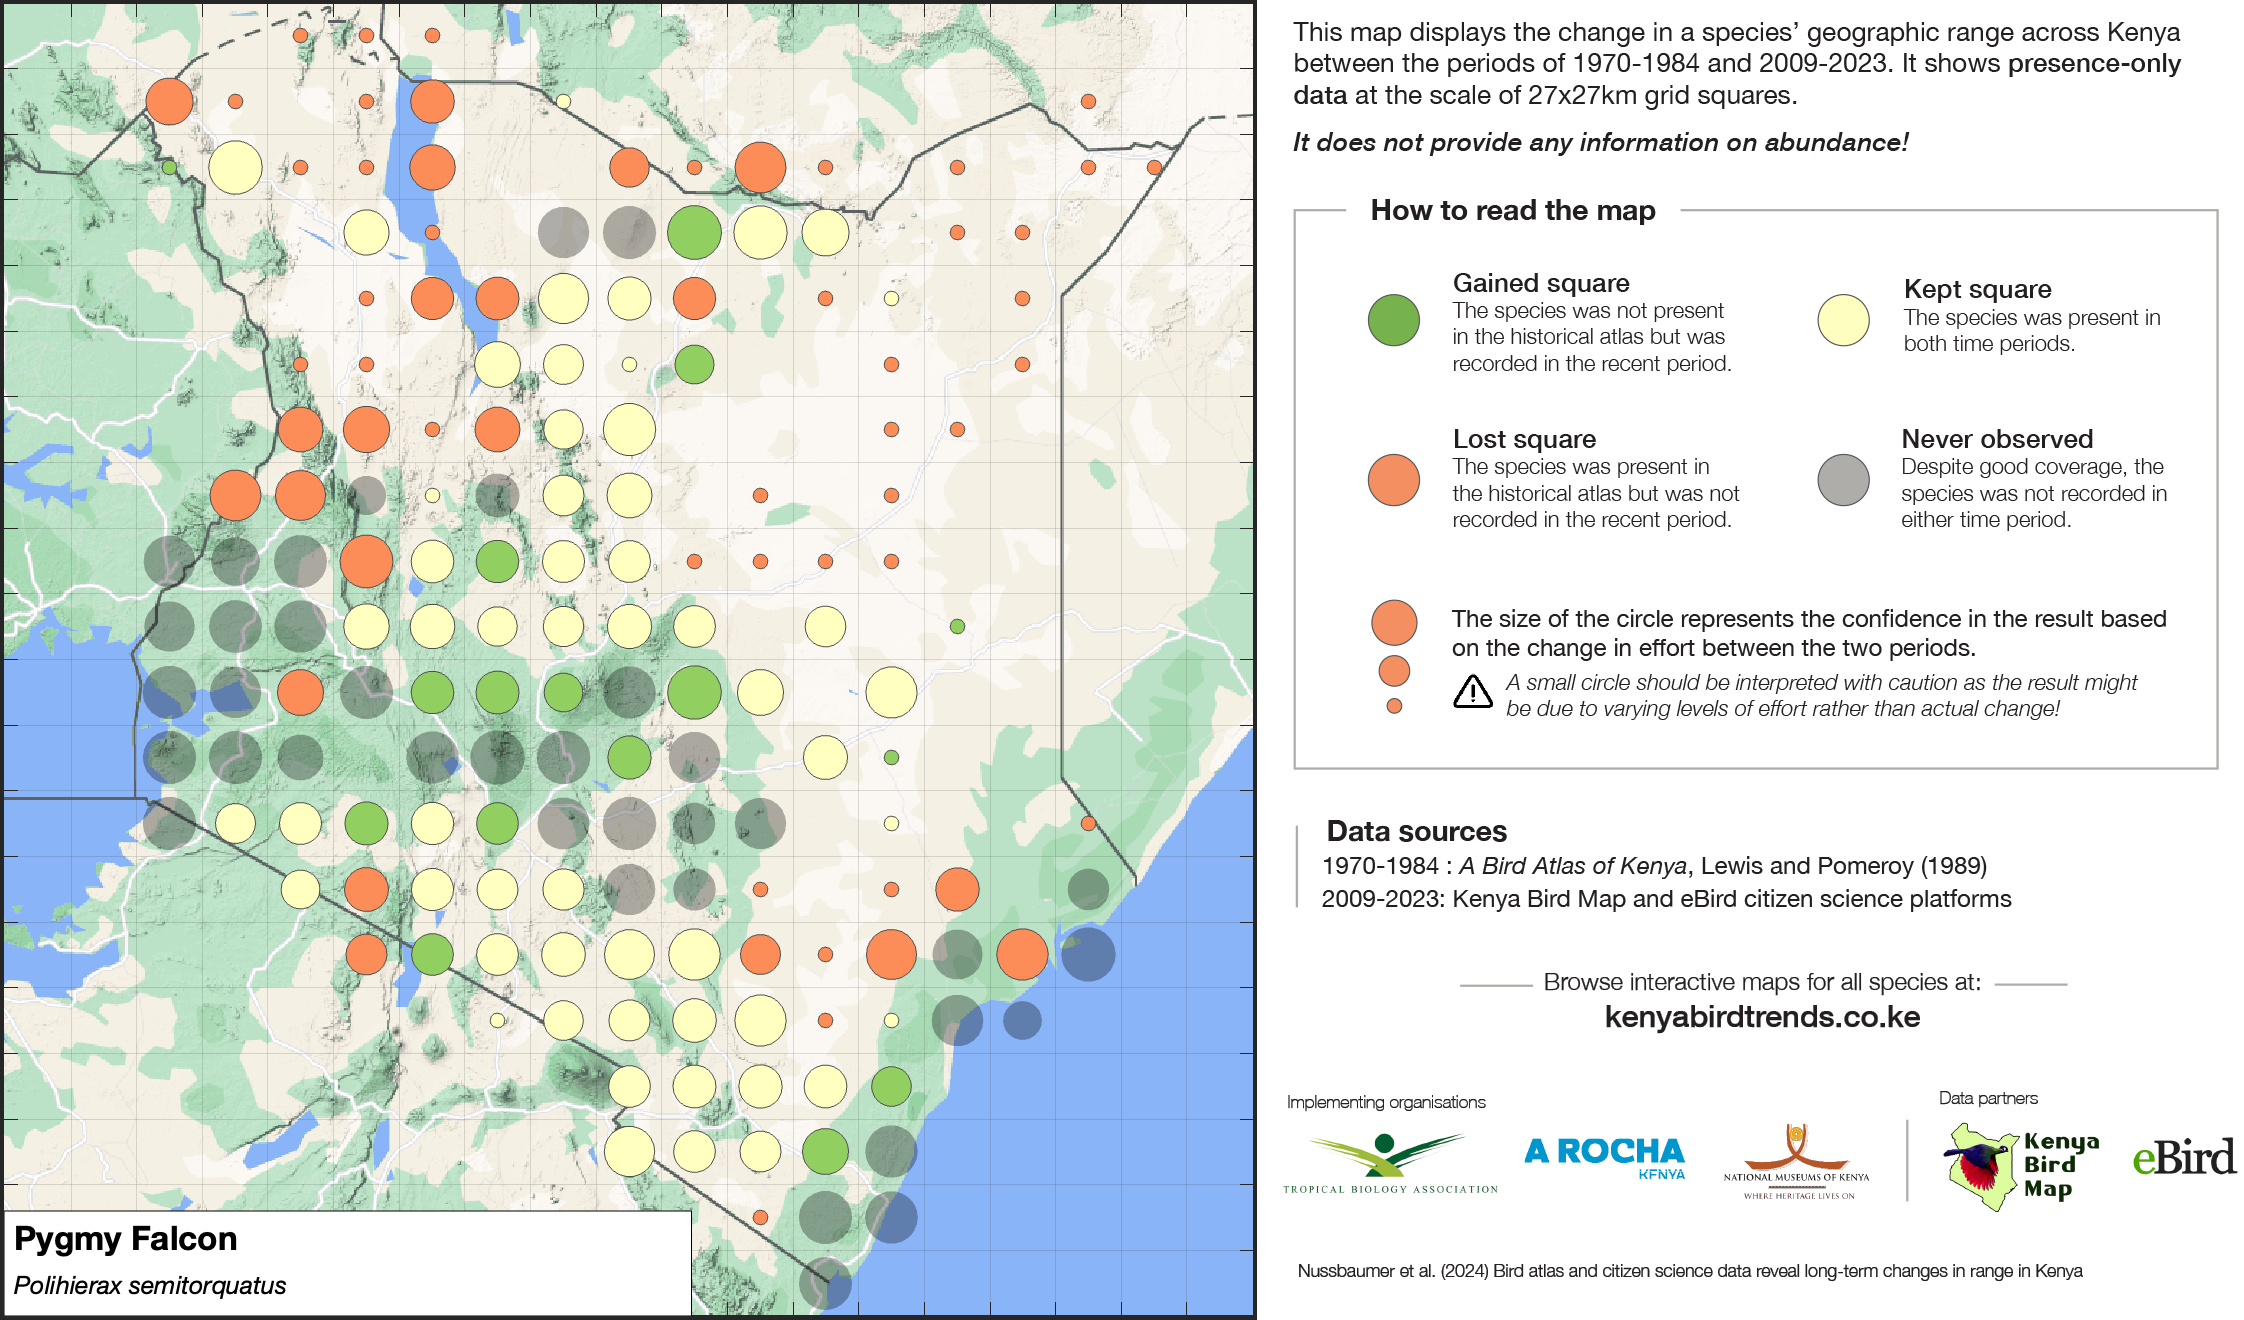 This map displays the change in a species’ geographic range across Kenya
between the periods of 1970-1984 and 2009-2023. It shows presence-only
data at the scale of 27x27km grid squares.
It does not provide any information on abundance!
How to read the map
Gained square
The species was not present
in the historical atlas but was
recorded in the recent period.
Kept square
The species was present in
both time periods.
Lost square
The species was present in
the historical atlas but was not
recorded in the recent period.
Never observed
Despite good coverage, the
species was not recorded in
either time period.
The size of the circle represents the confidence in the result based
on the change in effort between the two periods.
A small circle should be interpreted with caution as the result might
be due to varying levels of effort rather than actual change!
Data sources
1970-1984 : A Bird Atlas of Kenya, Lewis and Pomeroy (1989)
2009-2023: Kenya Bird Map and eBird citizen science platforms
Browse interactive maps for all species at:
kenyabirdtrends.co.ke
Implementing organisations
Data partners
TROPICAL BIOLOGY ASSOCIATION
A ROCHA
KENYA
NATIONAL MUSEUMS OF KENYA
WHERE HERITAGE LIVES ON
Kenya
Bird
Map
eBird
Pygmy Falcon
Polihierax semitorquatus
Nussbaumer et al. (2024) Bird atlas and citizen science data reveal long-term changes in range in Kenya